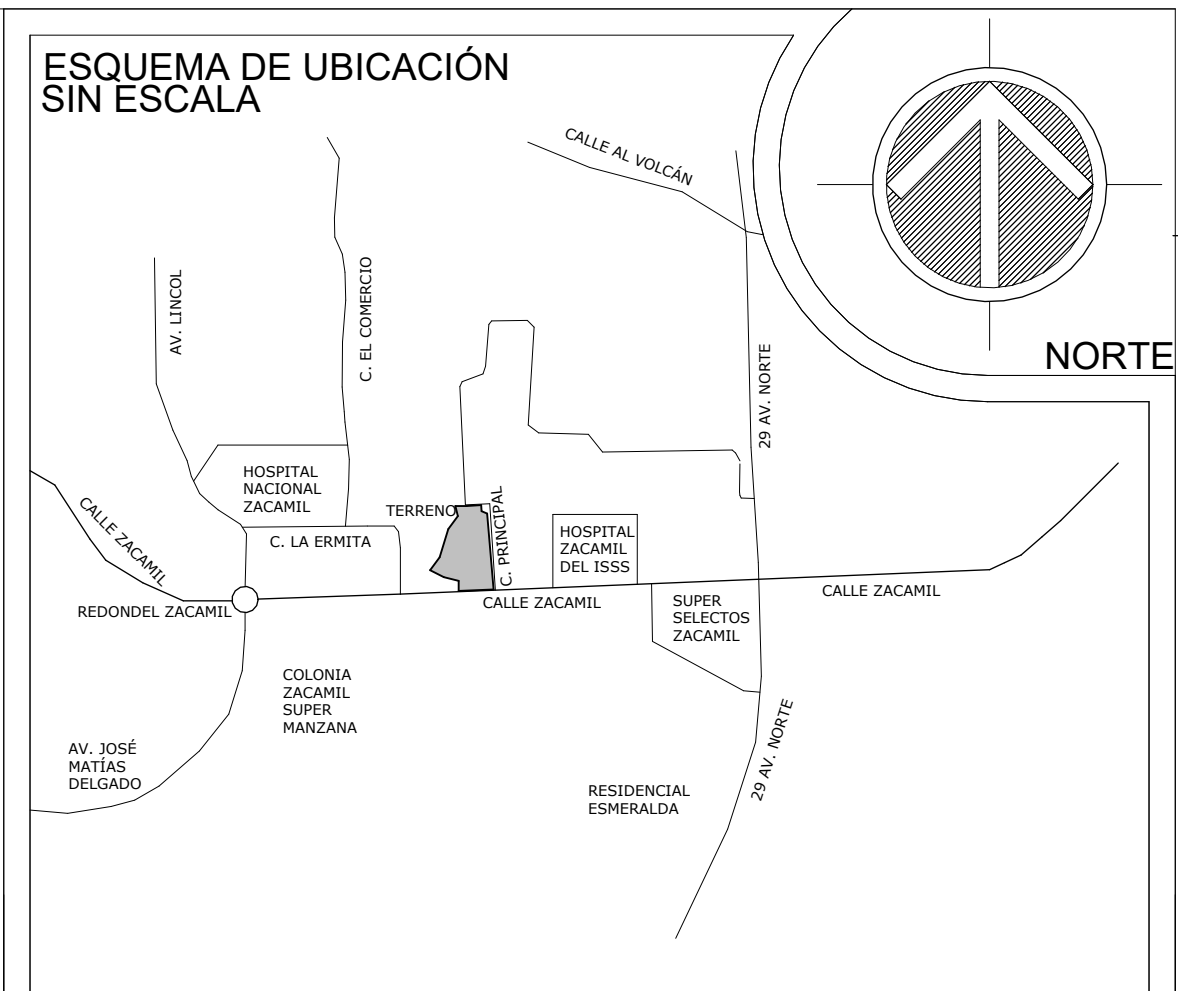 ESQUEMA DE UBICACIÓN
SIN ESCALA
CALLE AL VOLCÁN
NORTE
AV. LINCOL
C. EL COMERCIO
29 AV. NORTE
HOSPITAL
NACIONAL
ZACAMIL
CALLE ZACAMIL
TERRENO
C. PRINCIPAL
C. LA ERMITA
HOSPITAL
ZACAMIL
DEL ISSS
REDONDEL ZACAMIL
CALLE ZACAMIL
CALLE ZACAMIL
SUPER
SELECTOS
ZACAMIL
COLONIA
ZACAMIL
SUPER
MANZANA
AV. JOSÉ
MATÍAS
DELGADO
RESIDENCIAL
ESMERALDA
29 AV. NORTE